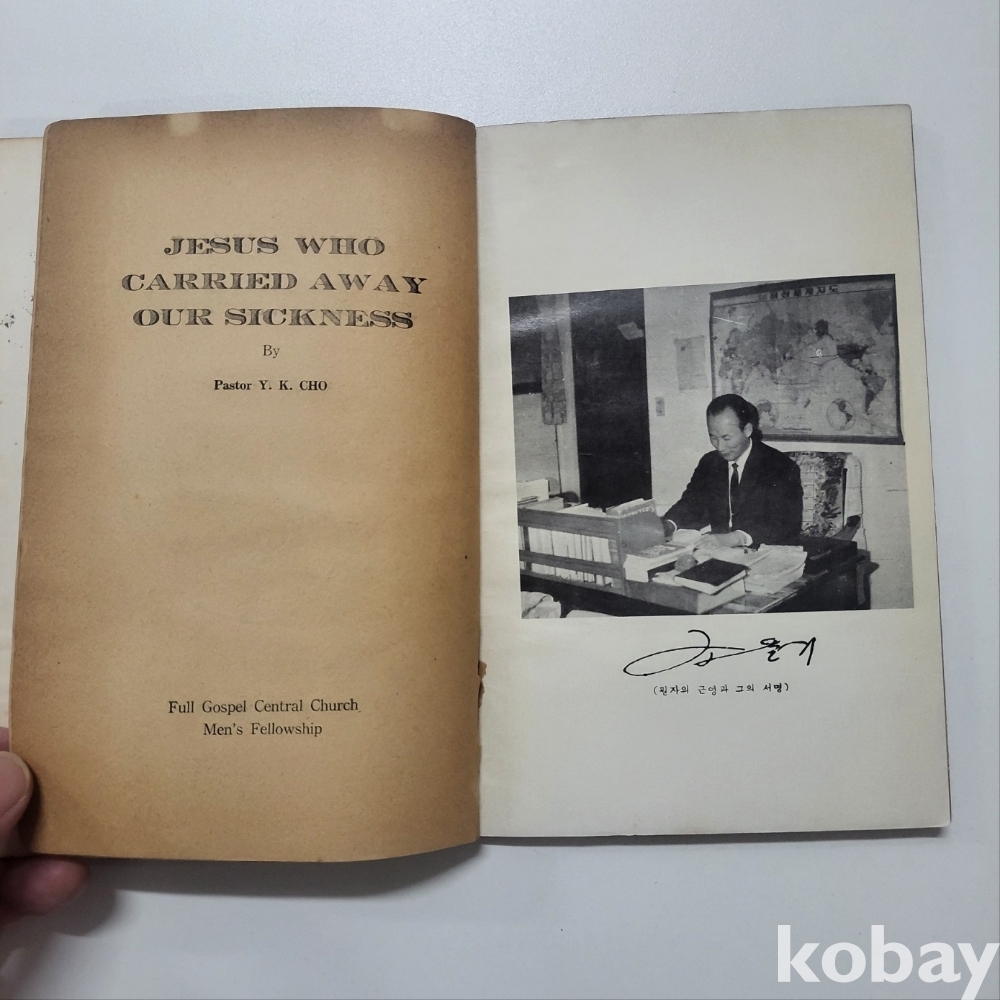 JESUS WHO
CARRIED AWAY
OUR SICKNESS
By
Pastor Y. K. CHO
Full Gospel Central Church
Men's Fellowship
(필자의 근영과 그의 서명)
kobay